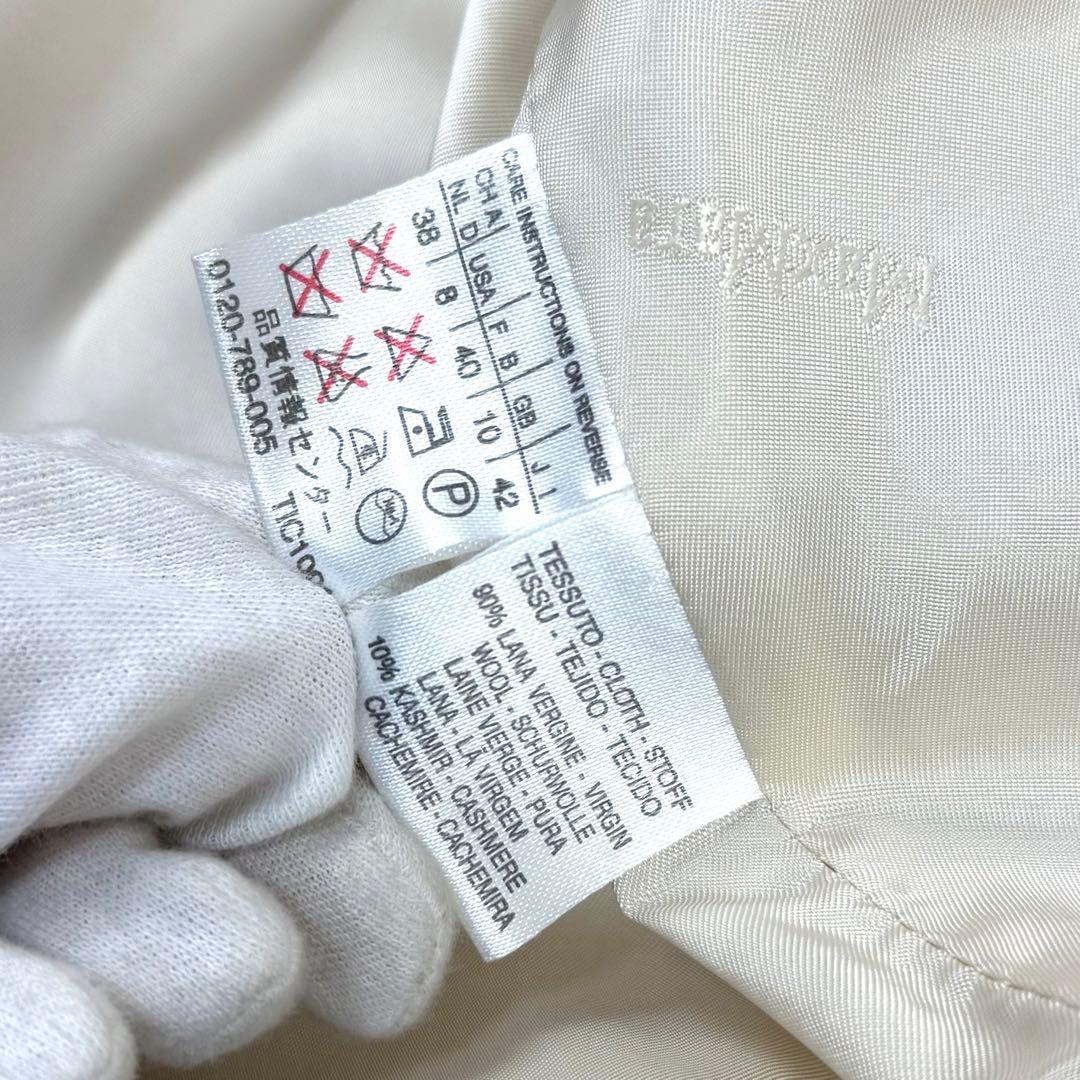 CARE INSTRUCTIONS ON REVERSE
CH A USA F GB J
NL D B I
38 8 40 10 42
P
品質情報センター
0120-789-005
TESSUTO - CLOTH - STOFF
TISSU - TEJIDO - TECIDO
90% LANA VERGINE - VIRGIN
WOOL - SCHURWOLLE
LAINE VIERGE - PURA
LANA - LÃ VIRGEM
10% KASHMIR - CASHMERE
CACHEMIRE - CACHEMIRA